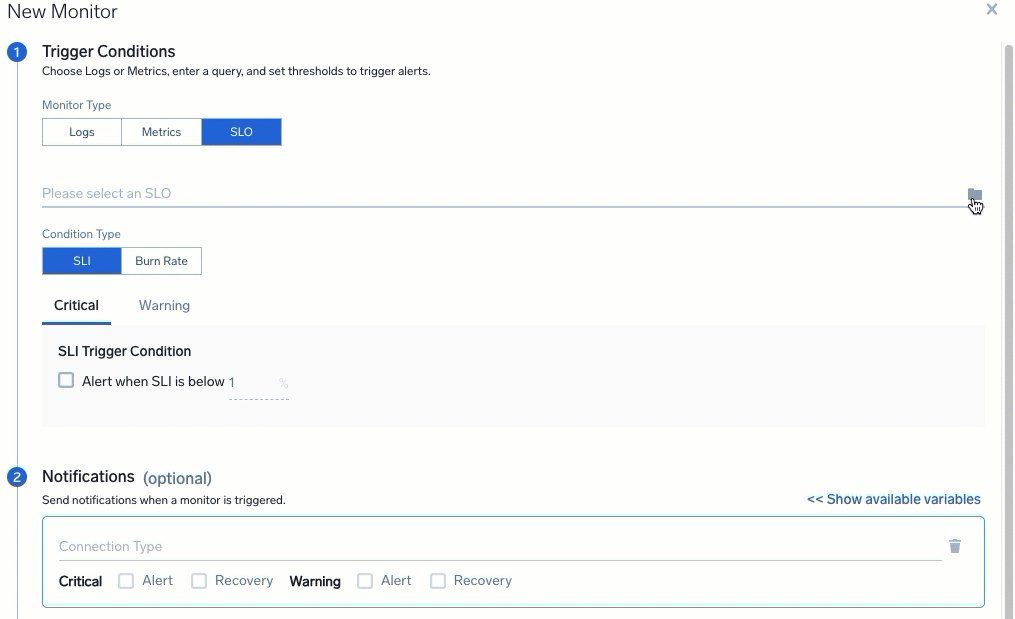 New Monitor
1 Trigger Conditions
Choose Logs or Metrics, enter a query, and set thresholds to trigger alerts.
Monitor Type
Logs Metrics SLO
Please select an SLO
Condition Type
SLI Burn Rate
Critical Warning
SLI Trigger Condition
Alert when SLI is below 1 %
2 Notifications (optional)
Send notifications when a monitor is triggered. << Show available variables
Connection Type
Critical Alert Recovery Warning Alert Recovery